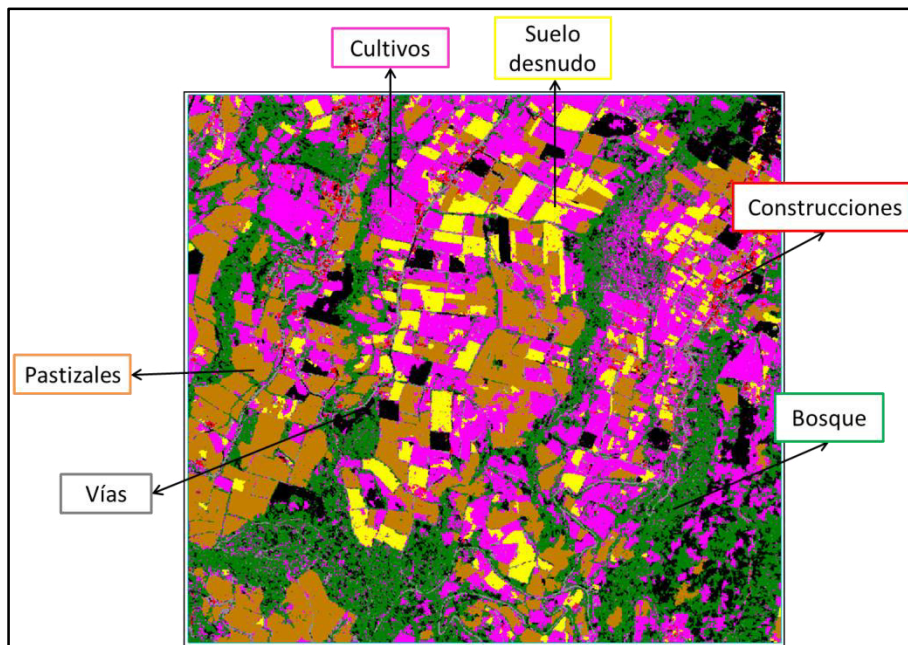 Cultivos
Suelo
desnudo
Construcciones
Pastizales
Bosque
Vías